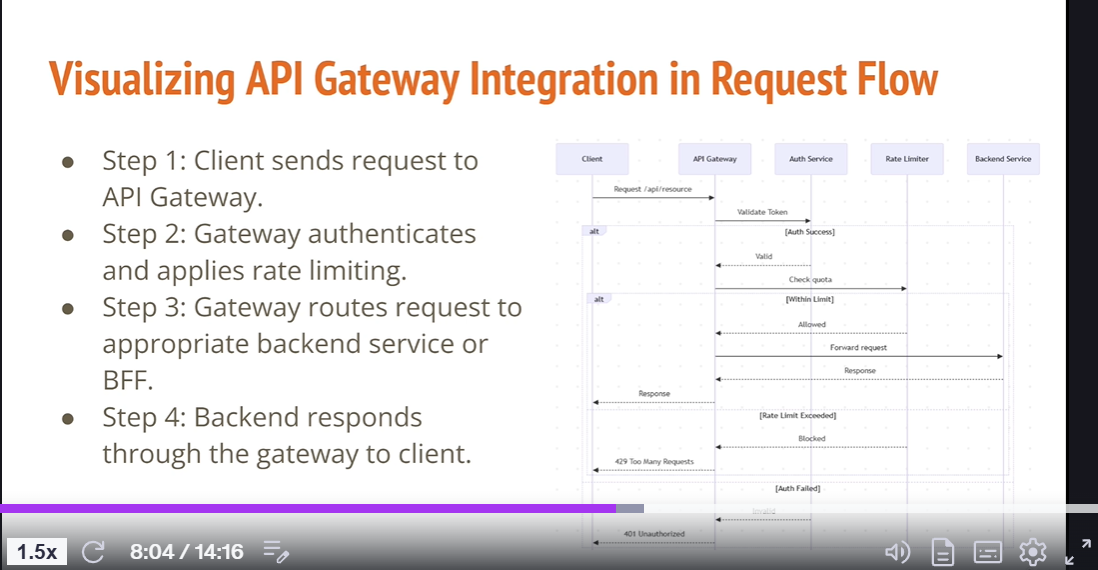 Visualizing API Gateway Integration in Request Flow
● Step 1: Client sends request to
API Gateway.
● Step 2: Gateway authenticates
and applies rate limiting.
● Step 3: Gateway routes request to
appropriate backend service or
BFF.
● Step 4: Backend responds
through the gateway to client.
Client API Gateway Auth Service Rate Limiter Backend Service
Request /api/resource
Validate Token
alt [Auth Success]
Valid
Check quota
alt [Within Limit]
Allowed
Forward request
Response
Response
[Rate Limit Exceeded]
Blocked
429 Too Many Requests
[Auth Failed]
Invalid
401 Unauthorized
1.5x 8:04 / 14:16